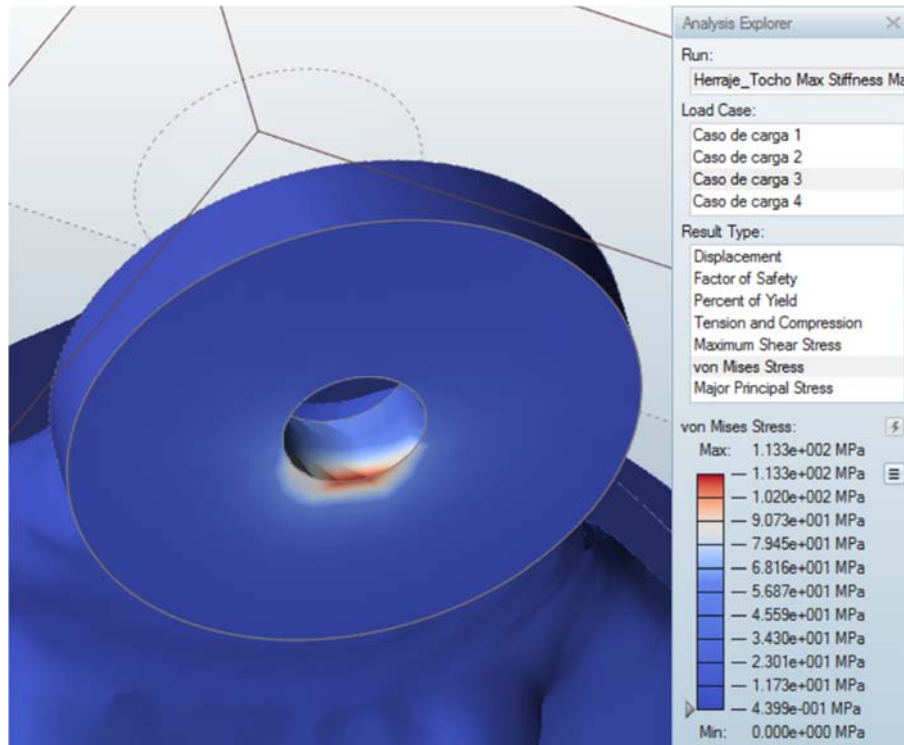 Analysis Explorer
Run:
Herraje_Tocho Max Stiffness Ma
Load Case:
Caso de carga 1
Caso de carga 2
Caso de carga 3
Caso de carga 4
Result Type:
Displacement
Factor of Safety
Percent of Yield
Tension and Compression
Maximum Shear Stress
von Mises Stress
Major Principal Stress
von Mises Stress:
Max: 1.133e+002 MPa
1.133e+002 MPa
1.020e+002 MPa
9.073e+001 MPa
7.945e+001 MPa
6.816e+001 MPa
5.687e+001 MPa
4.559e+001 MPa
3.430e+001 MPa
2.301e+001 MPa
1.173e+001 MPa
4.399e-001 MPa
Min: 0.000e+000 MPa